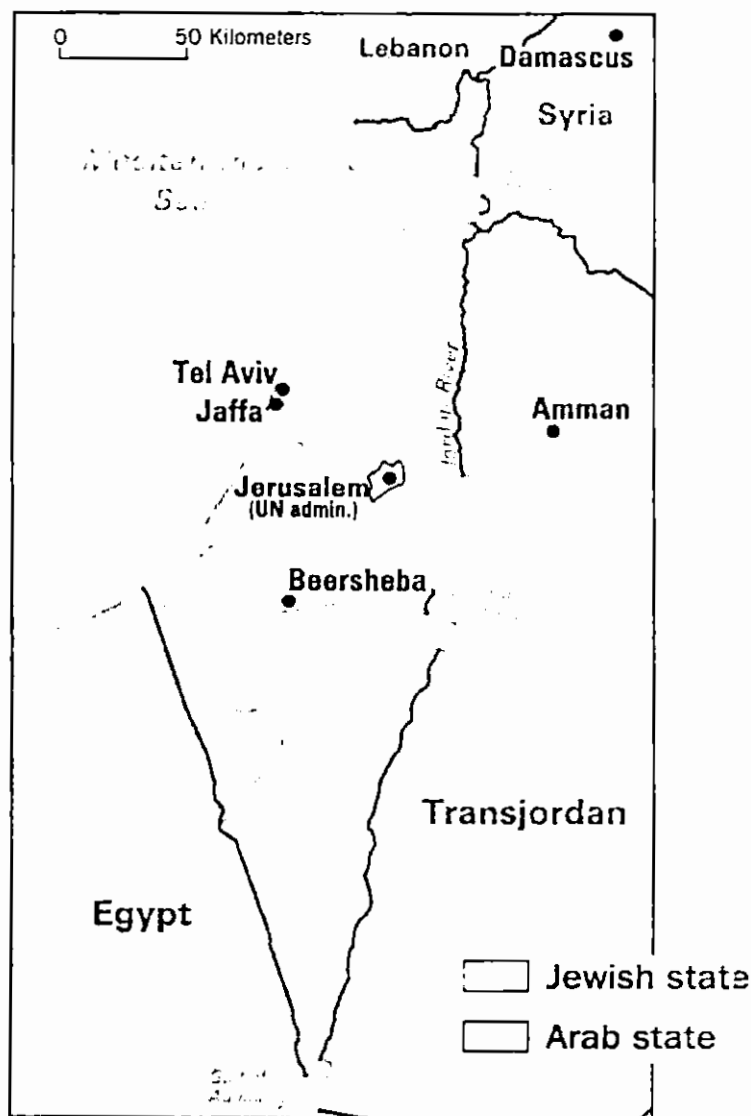 0 50 Kilometers
Lebanon
Damascus
Syria
Sea
Tel Aviv
Jaffa
River
Amman
Jerusalem
(UN admin.)
Beersheba
Transjordan
Egypt
Jewish state
Arab state